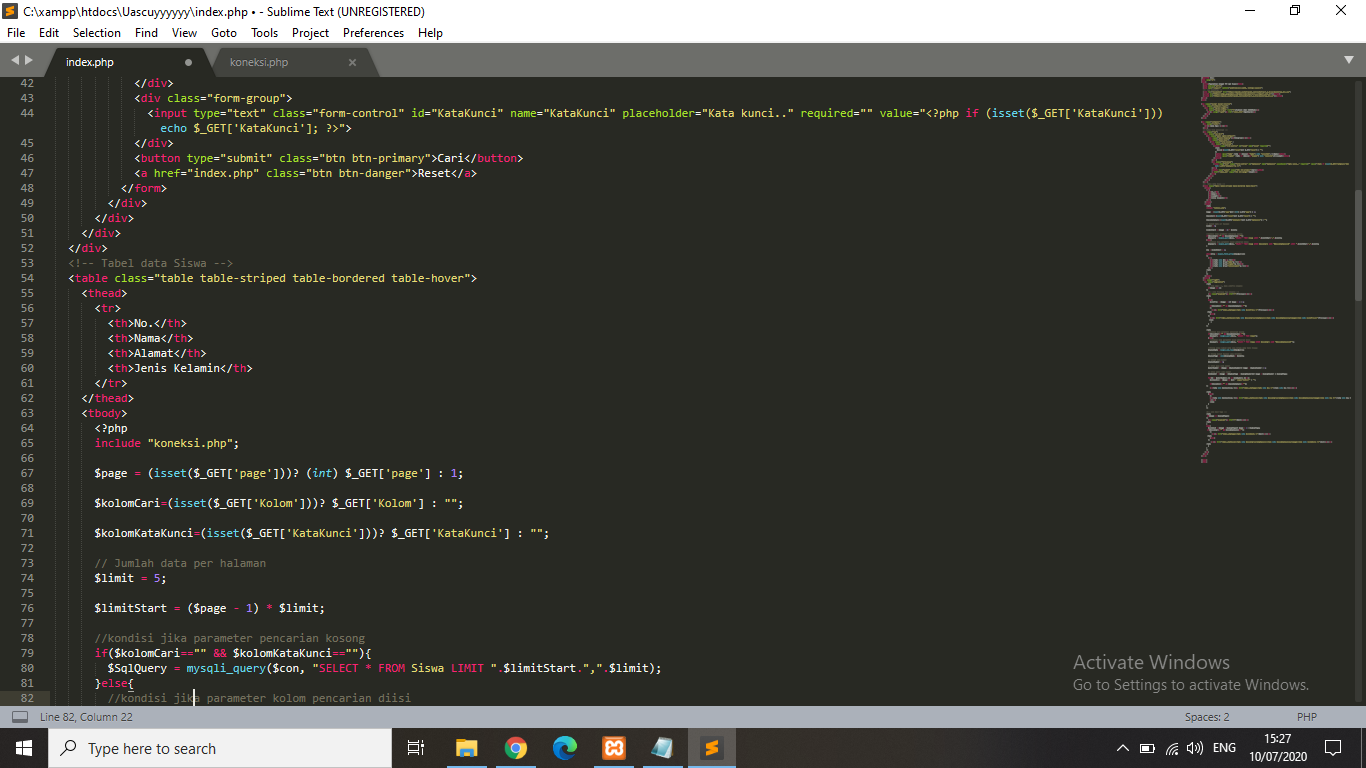 C:\xampp\htdocs\Uascuyyyyyy\index.php • - Sublime Text (UNREGISTERED)
File Edit Selection Find View Goto Tools Project Preferences Help
index.php koneksi.php
42 </div>
43 <div class="form-group">
44 <input type="text" class="form-control" id="KataKunci" name="KataKunci" placeholder="Kata kunci.." required="" value="<?php if (isset($_GET['KataKunci']))
echo $_GET['KataKunci']; ?>">
45 </div>
46 <button type="submit" class="btn btn-primary">Cari</button>
47 <a href="index.php" class="btn btn-danger">Reset</a>
48 </form>
49 </div>
50 </div>
51 </div>
52 </div>
53 <!-- Tabel data Siswa -->
54 <table class="table table-striped table-bordered table-hover">
55 <thead>
56 <tr>
57 <th>No.</th>
58 <th>Nama</th>
59 <th>Alamat</th>
60 <th>Jenis Kelamin</th>
61 </tr>
62 </thead>
63 <tbody>
64 <?php
65 include "koneksi.php";
66
67 $page = (isset($_GET['page']))? (int) $_GET['page'] : 1;
68
69 $kolomCari=(isset($_GET['Kolom']))? $_GET['Kolom'] : "";
70
71 $kolomKataKunci=(isset($_GET['KataKunci']))? $_GET['KataKunci'] : "";
72
73 // Jumlah data per halaman
74 $limit = 5;
75
76 $limitStart = ($page - 1) * $limit;
77
78 //kondisi jika parameter pencarian kosong
79 if($kolomCari=="" && $kolomKataKunci==""){
80 $SqlQuery = mysqli_query($con, "SELECT * FROM Siswa LIMIT ".$limitStart.",".$limit);
81 }else{
82 //kondisi jika parameter kolom pencarian diisi
Activate Windows
Go to Settings to activate Windows.
Line 82, Column 22 Spaces: 2 PHP
Type here to search ENG 15:27
10/07/2020